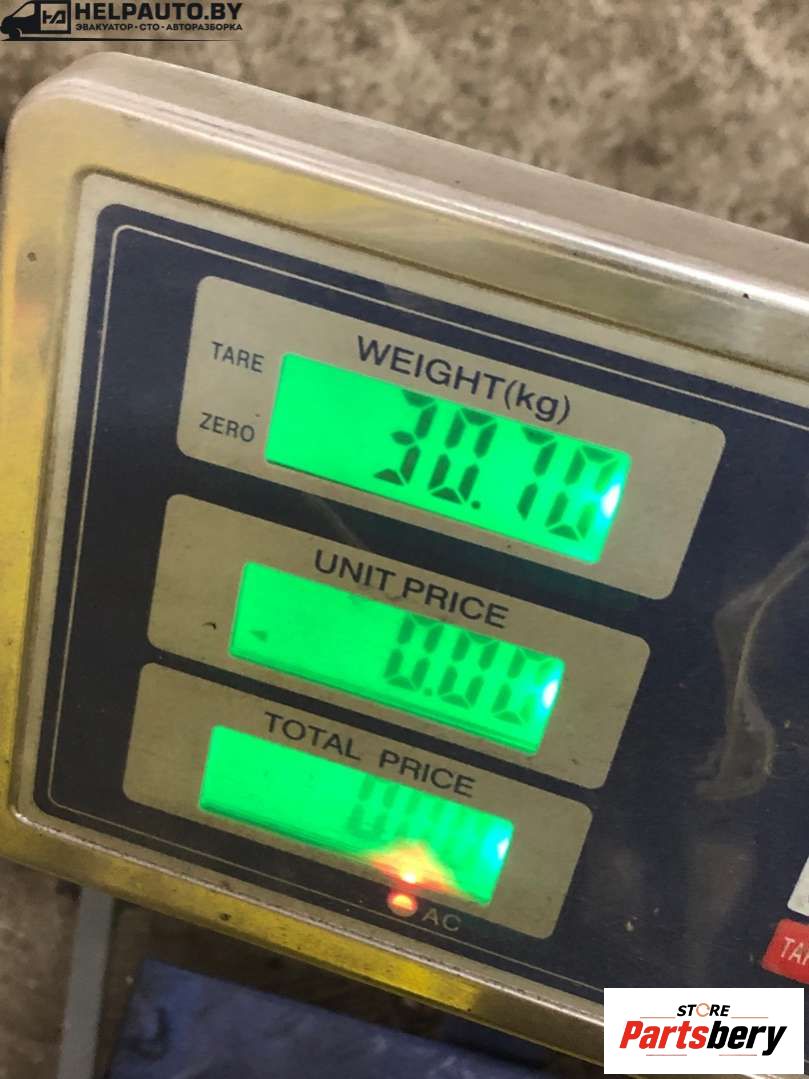 HELPAUTO.BY
ЭВАКУАТОР • СТО • АВТОРАЗБОРКА
WEIGHT(kg)
TARE
ZERO
30.70
UNIT PRICE
0.00
TOTAL PRICE
AC
STORE
Partsbery